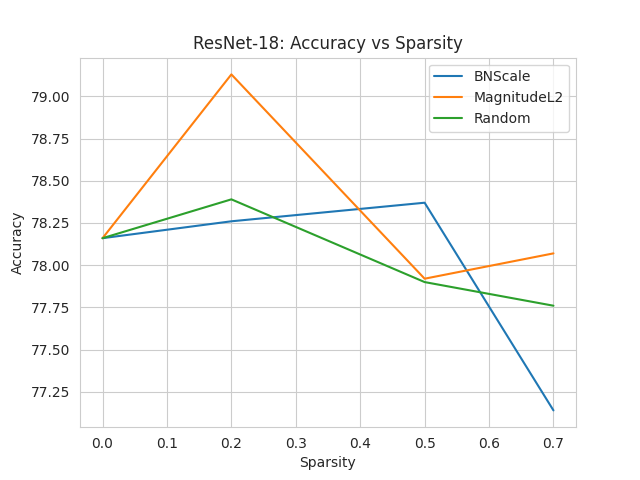 ResNet-18: Accuracy vs Sparsity
BNScale
MagnitudeL2
Random
Accuracy
79.00
78.75
78.50
78.25
78.00
77.75
77.50
77.25
0.0 0.1 0.2 0.3 0.4 0.5 0.6 0.7
Sparsity